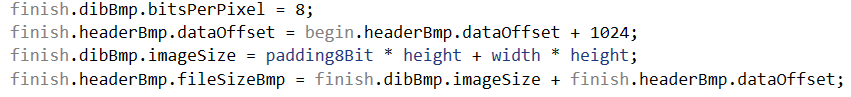 finish.dibBmp.bitsPerPixel = 8;
finish.headerBmp.dataOffset = begin.headerBmp.dataOffset + 1024;
finish.dibBmp.imageSize = padding8Bit * height + width * height;
finish.headerBmp.fileSizeBmp = finish.dibBmp.imageSize + finish.headerBmp.dataOffset;